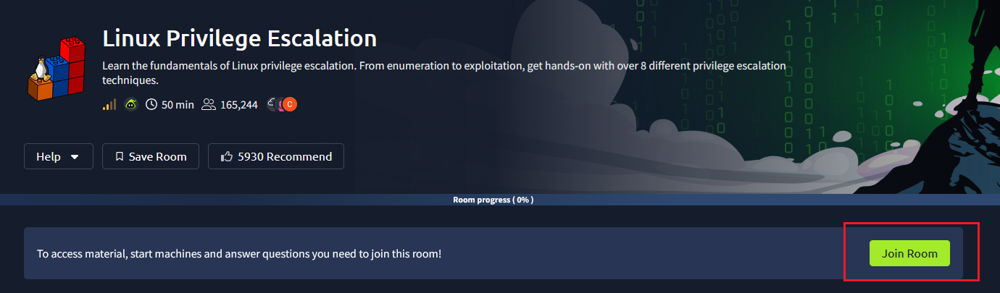 Linux Privilege Escalation
Learn the fundamentals of Linux privilege escalation. From enumeration to exploitation, get hands-on with over 8 different privilege escalation
techniques.
50 min 165,244 C
Help Save Room 5930 Recommend
Room progress ( 0% )
To access material, start machines and answer questions you need to join this room! Join Room